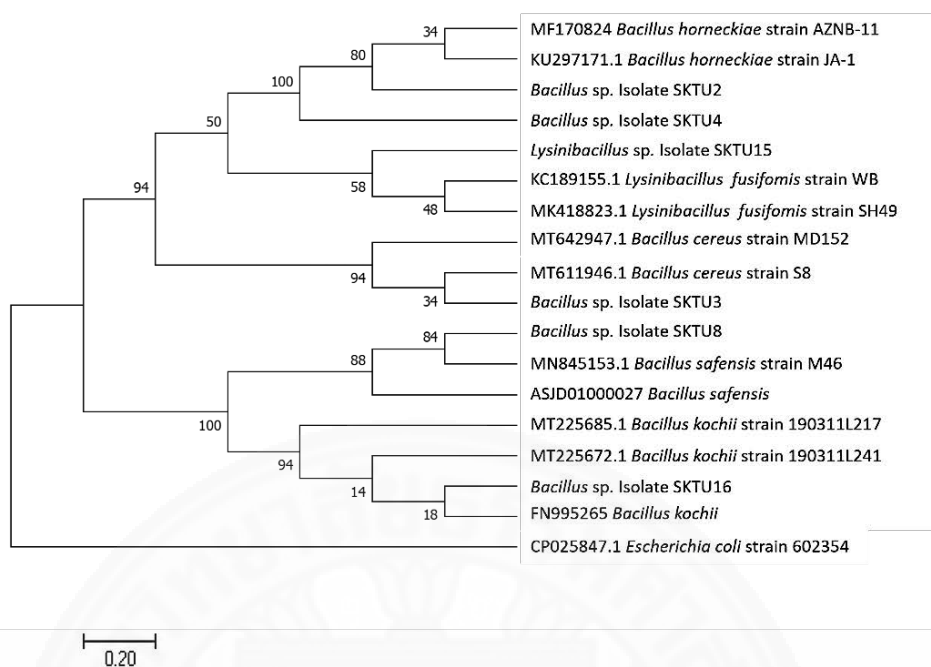 34
MF170824 Bacillus horneckiae strain AZNB-11
80
KU297171.1 Bacillus horneckiae strain JA-1
100
Bacillus sp. Isolate SKTU2
50
Bacillus sp. Isolate SKTU4
Lysinibacillus sp. Isolate SKTU15
94
58
KC189155.1 Lysinibacillus fusifomis strain WB
48
MK418823.1 Lysinibacillus fusifomis strain SH49
MT642947.1 Bacillus cereus strain MD152
94
MT611946.1 Bacillus cereus strain S8
34
Bacillus sp. Isolate SKTU3
84
Bacillus sp. Isolate SKTU8
88
MN845153.1 Bacillus safensis strain M46
ASJD01000027 Bacillus safensis
100
MT225685.1 Bacillus kochii strain 190311L217
94
MT225672.1 Bacillus kochii strain 190311L241
14
Bacillus sp. Isolate SKTU16
18
FN995265 Bacillus kochii
CP025847.1 Escherichia coli strain 602354
0.20